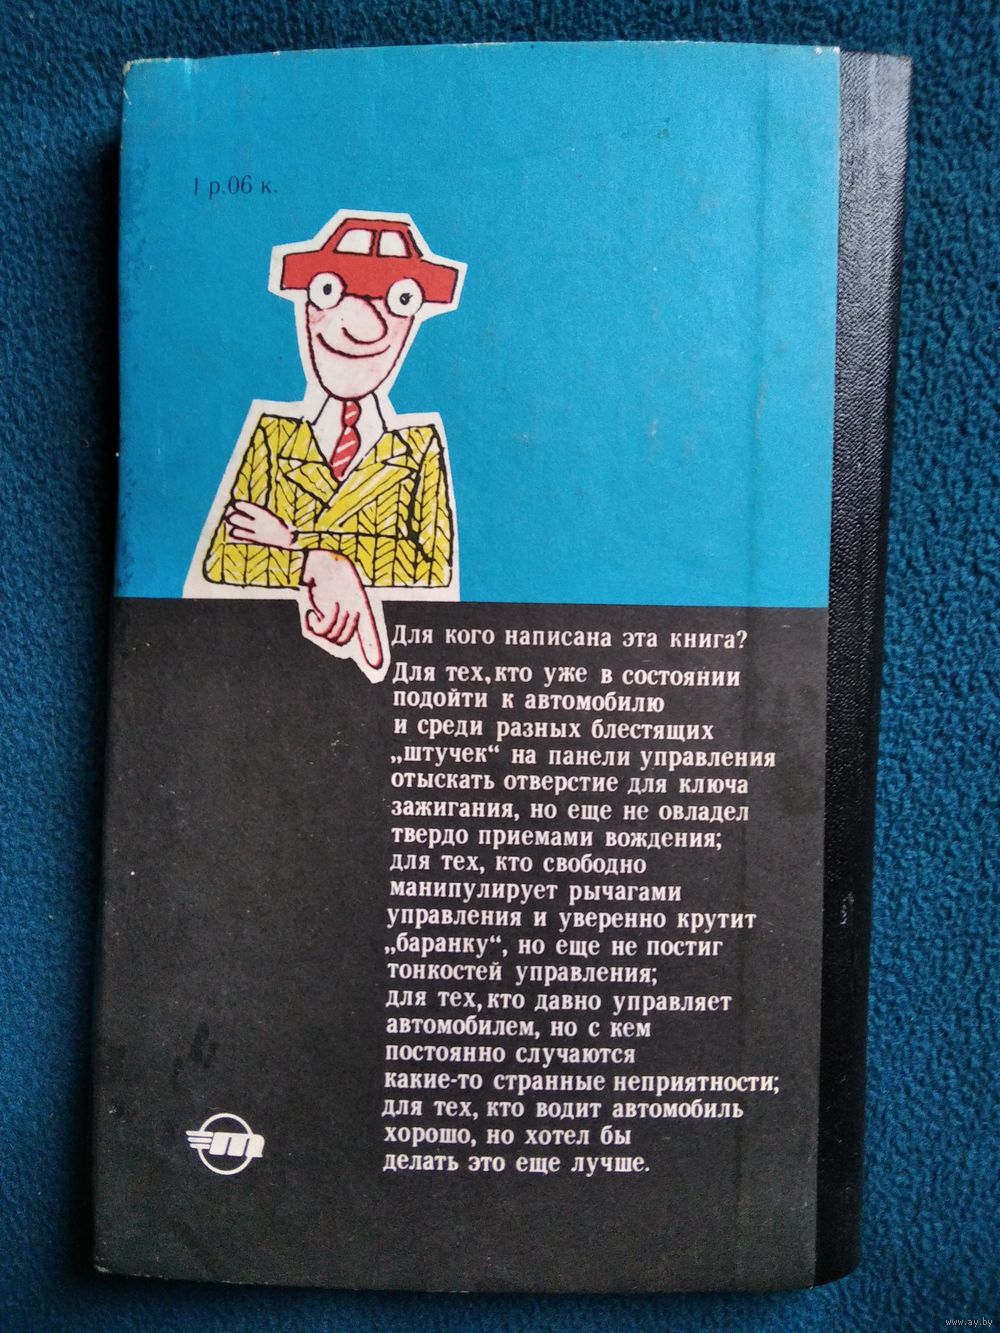 1 р.06 к.
Для кого написана эта книга?
Для тех, кто уже в состоянии
подойти к автомобилю
и среди разных блестящих
„штучек“ на панели управления
отыскать отверстие для ключа
зажигания, но еще не овладел
твердо приемами вождения;
для тех, кто свободно
манипулирует рычагами
управления и уверенно крутит
„баранку“, но еще не постиг
тонкостей управления;
для тех, кто давно управляет
автомобилем, но с кем
постоянно случаются
какие-то странные неприятности;
для тех, кто водит автомобиль
хорошо, но хотел бы
делать это еще лучше.
m
www.ay.by